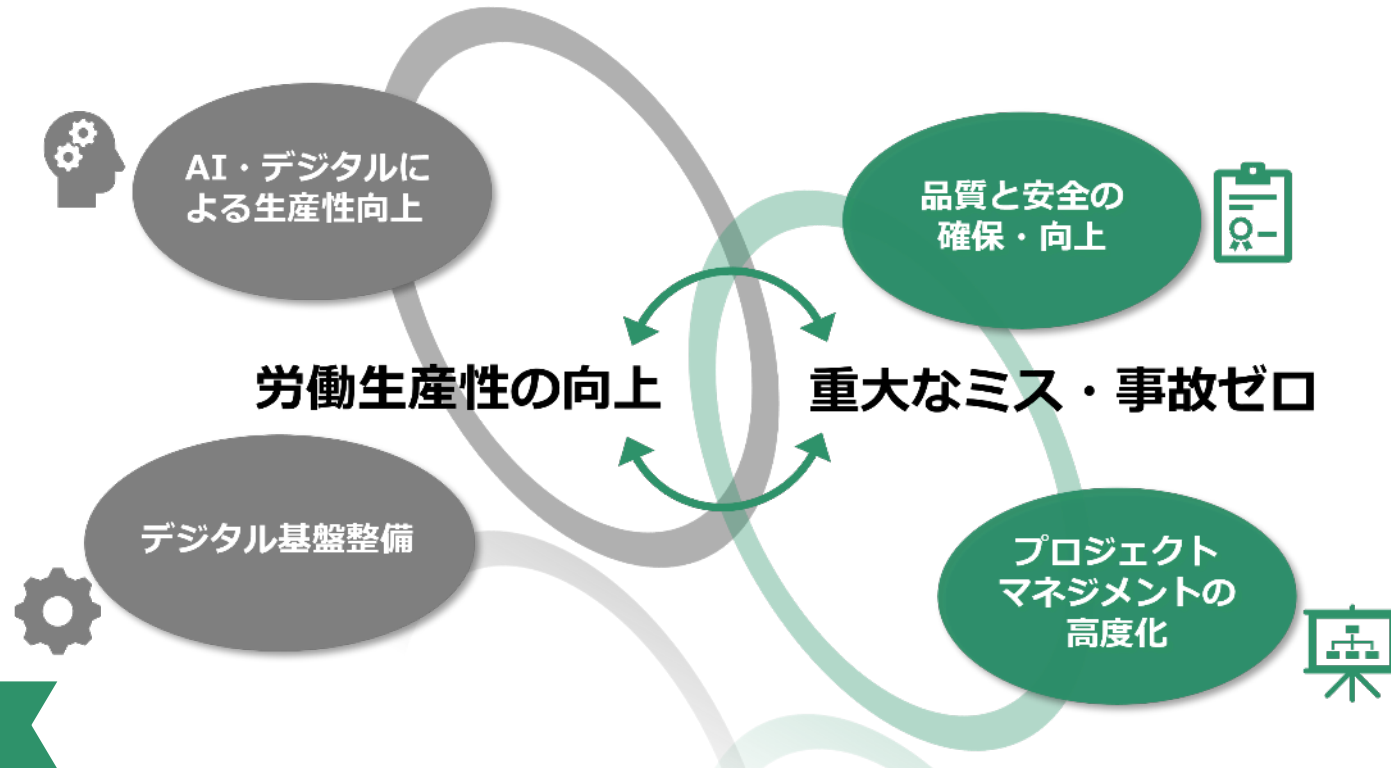 AI・デジタルに
よる生産性向上
品質と安全の
確保・向上
労働生産性の向上
重大なミス・事故ゼロ
デジタル基盤整備
プロジェクト
マネジメントの
高度化